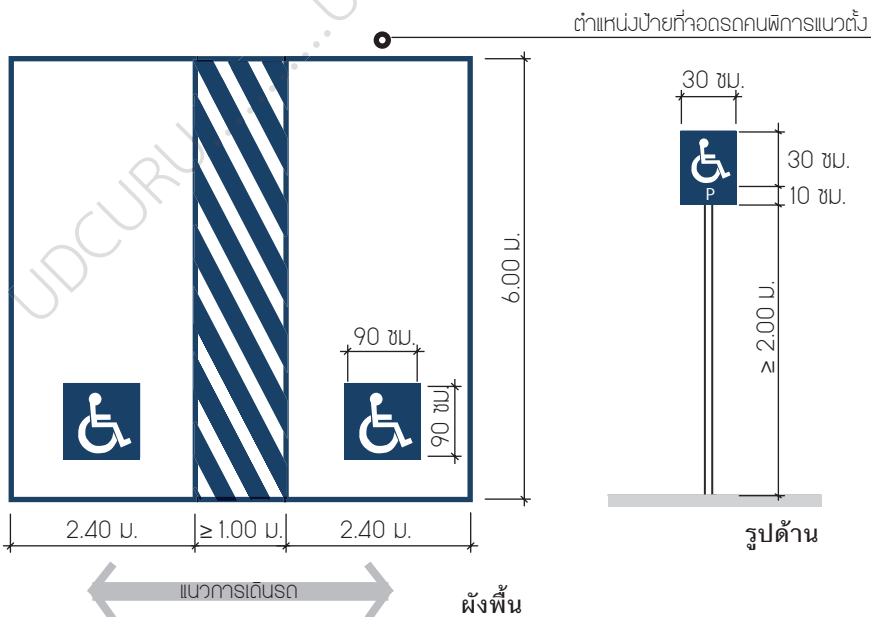 ตำแหน่งป้ายที่จอดรถคนพิการแนวตั้ง
UDCURU.........U
30 ซม.
30 ซม.
P
10 ซม.
6.00 ม.
≥ 2.00 ม.
90 ซม.
90 ซม.
2.40 ม.
≥ 1.00 ม.
2.40 ม.
รูปด้าน
แนวการเดินรถ
ผังพื้น